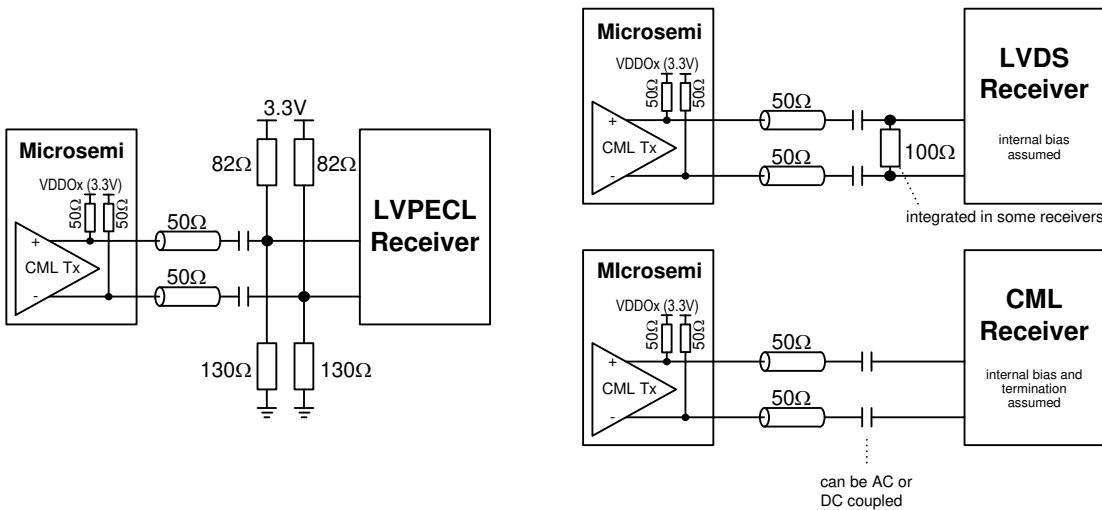 Microsemi
VDDOx (3.3V)
50Ω 50Ω
+
CML Tx
-
50Ω
50Ω
3.3V
82Ω 82Ω
130Ω 130Ω
LVPECL
Receiver
Microsemi
VDDOx (3.3V)
50Ω 50Ω
+
CML Tx
-
50Ω
50Ω
100Ω
LVDS
Receiver
internal bias
assumed
integrated in some receivers
MIcrosemi
VDDOx (3.3V)
50Ω 50Ω
+
CML Tx
-
50Ω
50Ω
CML
Receiver
internal bias and
termination
assumed
can be AC or
DC coupled